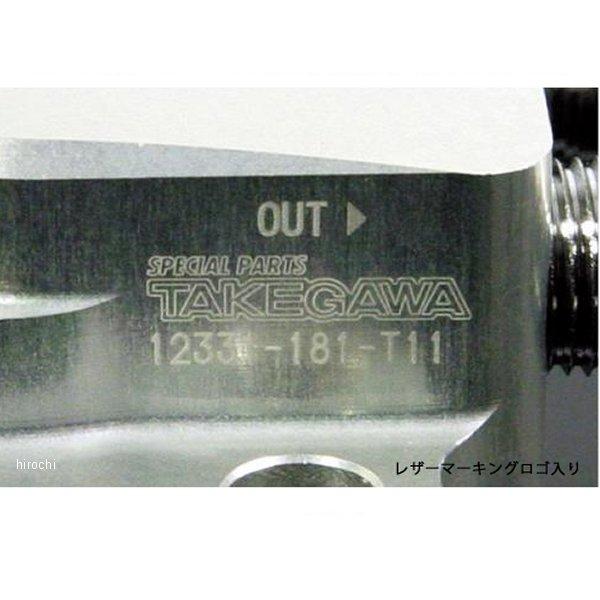 OUT ▶
SPECIAL PARTS
TAKEGAWA
12331-181-T11
hirochi
レザーマーキングロゴ入り